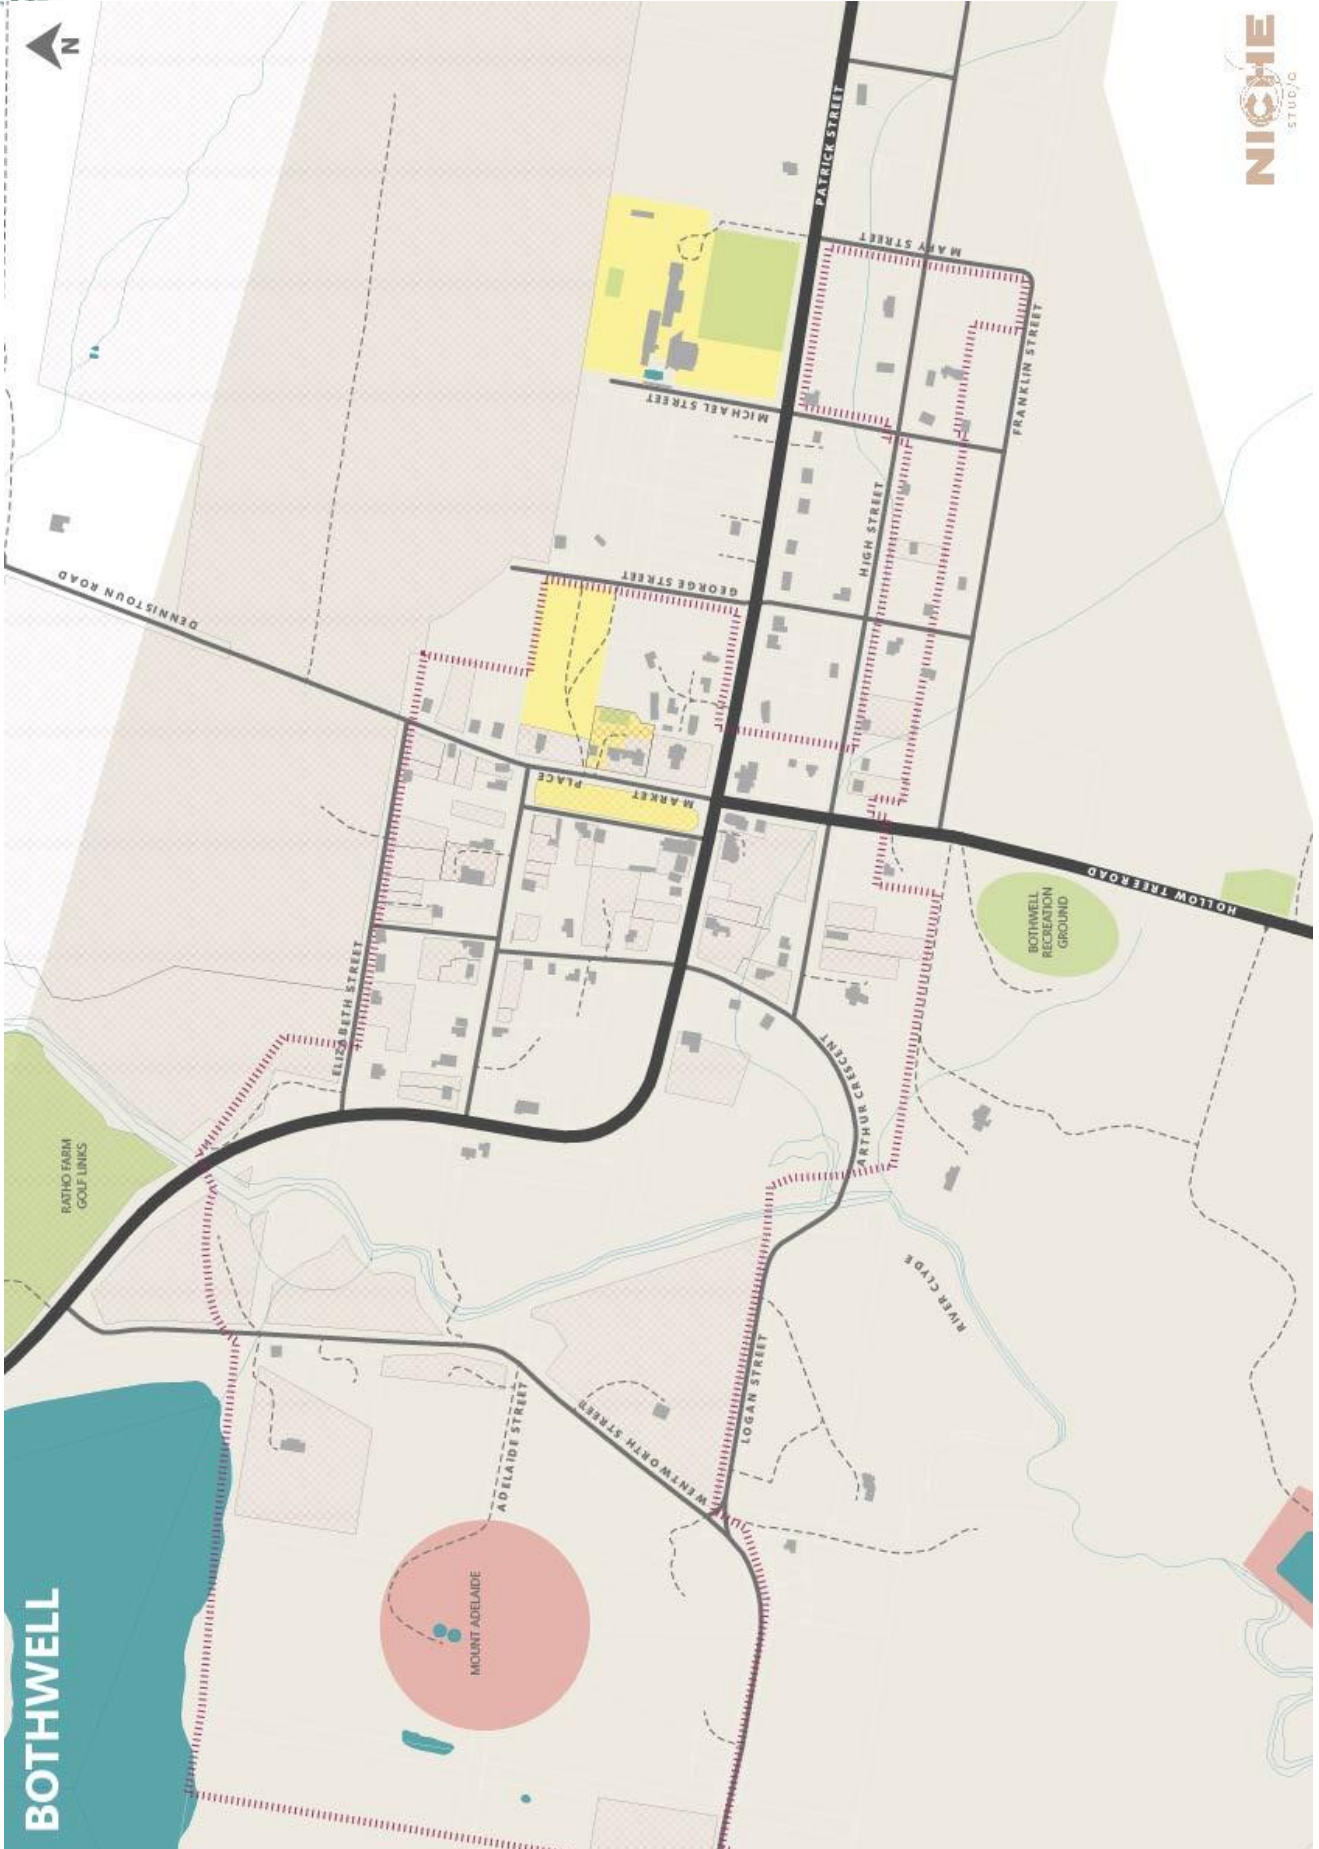 BOTHWELL
N
NICHE
STUDIO
RATHO FARM
GOLF LINKS
DENNISTOUN ROAD
ELIZABETH STREET
MARKET
PLACE
GEORGE STREET
MICHAEL STREET
PATRICK STREET
MARY STREET
HIGH STREET
FRANKLIN STREET
HOLLOW TREE ROAD
BOTHWELL
RECREATION
GROUND
ARTHUR CRESCENT
RIVER CLYDE
LOGAN STREET
WENTWORTH STREET
ADELAIDE STREET
MOUNT ADELAIDE